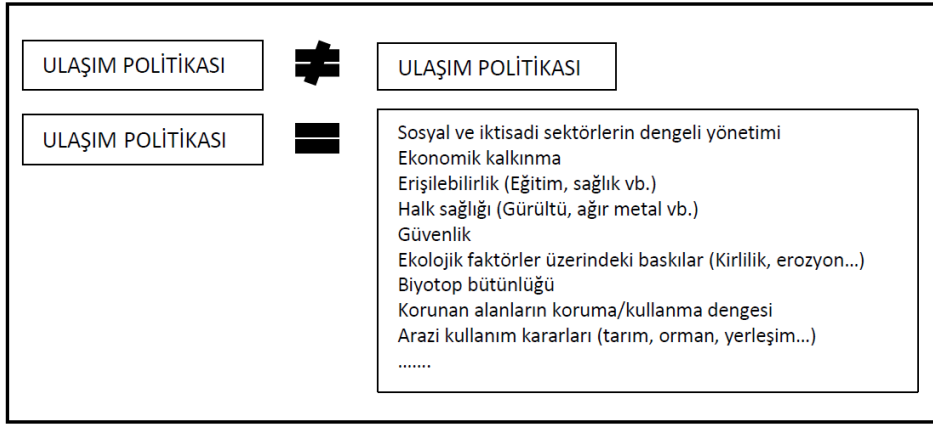 ULAŞIM POLİTİKASI ≠ ULAŞIM POLİTİKASI
ULAŞIM POLİTİKASI =
Sosyal ve iktisadi sektörlerin dengeli yönetimi
Ekonomik kalkınma
Erişilebilirlik (Eğitim, sağlık vb.)
Halk sağlığı (Gürültü, ağır metal vb.)
Güvenlik
Ekolojik faktörler üzerindeki baskılar (Kirlilik, erozyon…)
Biyotop bütünlüğü
Korunan alanların koruma/kullanma dengesi
Arazi kullanım kararları (tarım, orman, yerleşim…)
.......